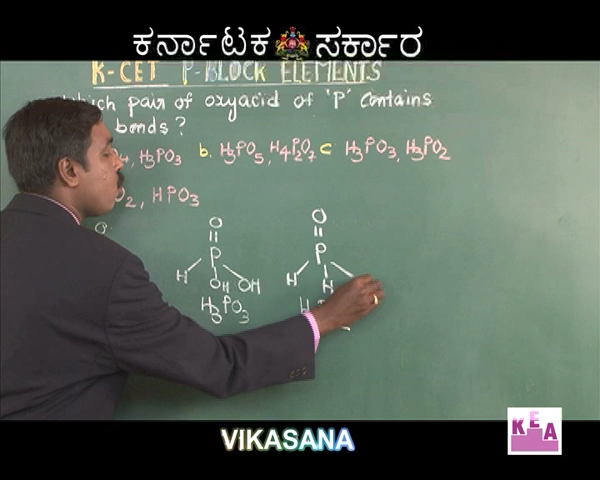 ಕರ್ನಾಟಕ ಸರ್ಕಾರ
K-CET P-BLOCK ELEMENTS
which pair of oxyacid of 'P' Contains
bonds?
H₃PO₃ b. H₃PO₅, H₄P₂O₇ c H₃PO₃, H₃PO₂
O₂, HPO₃
a.
O O
P P
H OH OH H H
H₃PO₃ H
VIKASANA
KEA